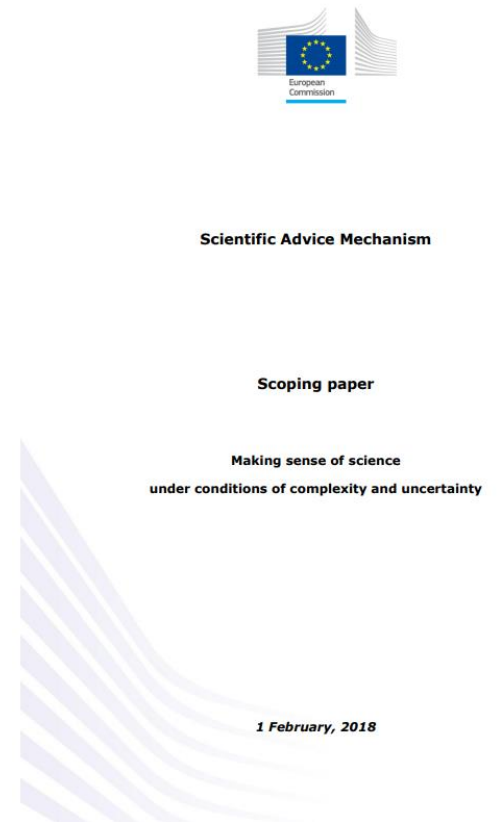 European
Commission
Scientific Advice Mechanism
Scoping paper
Making sense of science
under conditions of complexity and uncertainty
1 February, 2018